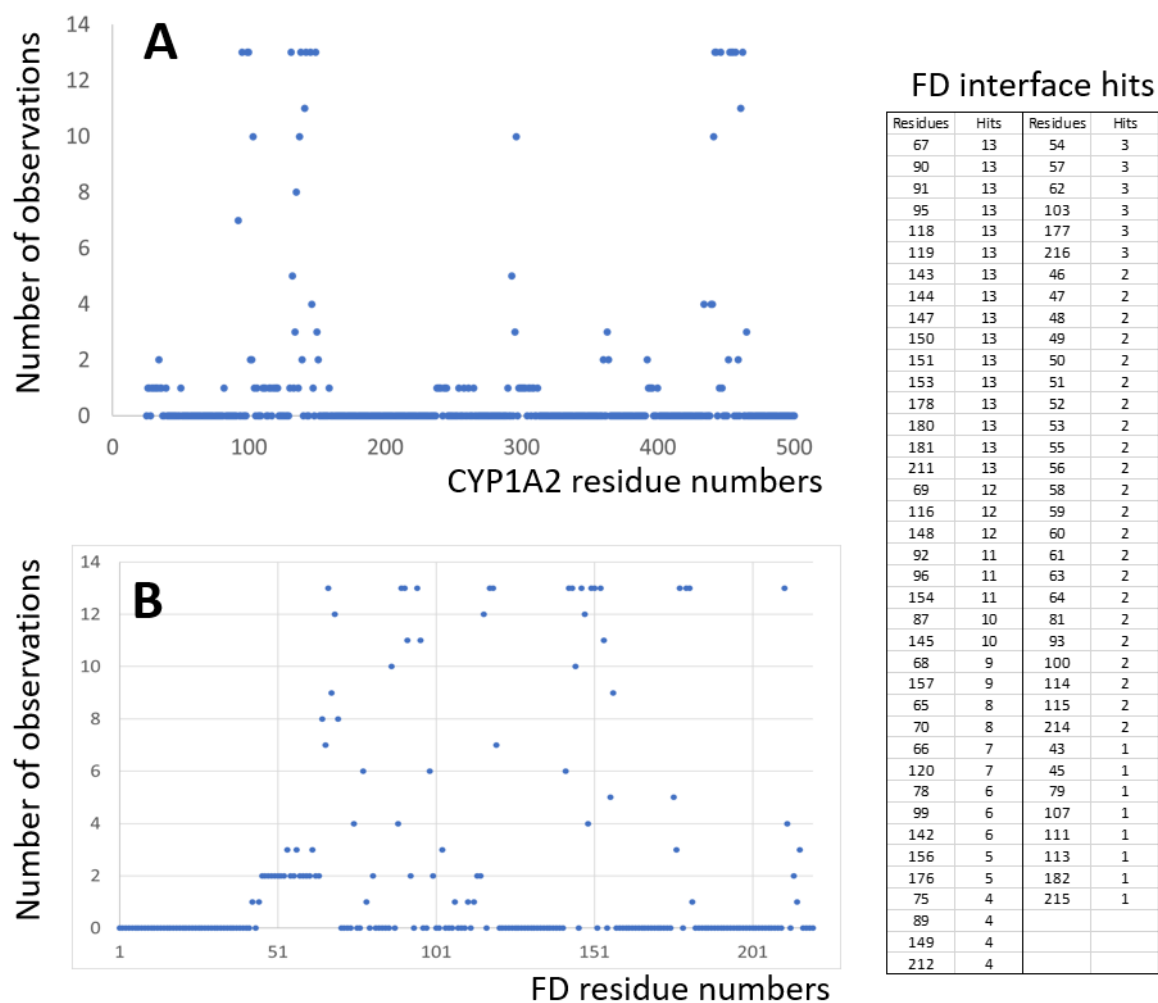 A
Number of observations
14
12
10
8
6
4
2
0
0 100 200 300 400 500
CYP1A2 residue numbers
B
Number of observations
14
12
10
8
6
4
2
0
1 51 101 151 201
FD residue numbers
FD interface hits
Residues Hits Residues Hits
67 13 54 3
90 13 57 3
91 13 62 3
95 13 103 3
118 13 177 3
119 13 216 3
143 13 46 2
144 13 47 2
147 13 48 2
150 13 49 2
151 13 50 2
153 13 51 2
178 13 52 2
180 13 53 2
181 13 55 2
211 13 56 2
69 12 58 2
116 12 59 2
148 12 60 2
92 11 61 2
96 11 63 2
154 11 64 2
87 10 81 2
145 10 93 2
68 9 100 2
157 9 114 2
65 8 115 2
70 8 214 2
66 7 43 1
120 7 45 1
78 6 79 1
99 6 107 1
142 6 111 1
156 5 113 1
176 5 182 1
75 4 215 1
89 4
149 4
212 4